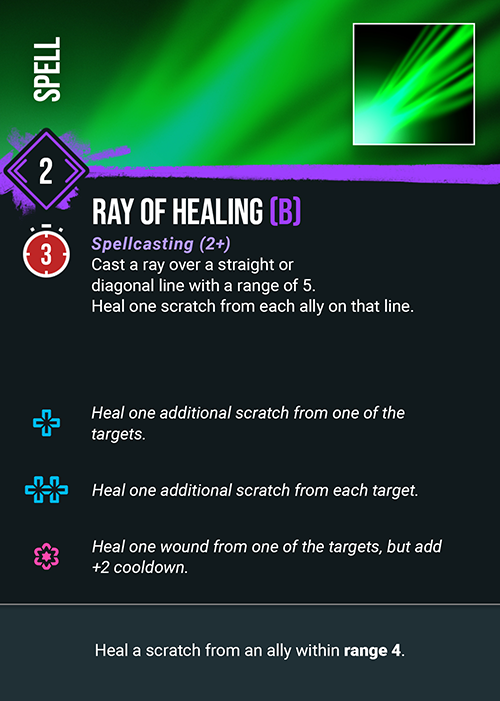 SPELL
2
RAY OF HEALING (B)
3
Spellcasting (2+)
Cast a ray over a straight or
diagonal line with a range of 5.
Heal one scratch from each ally on that line.
Heal one additional scratch from one of the
targets.
Heal one additional scratch from each target.
Heal one wound from one of the targets, but add
+2 cooldown.
Heal a scratch from an ally within range 4.